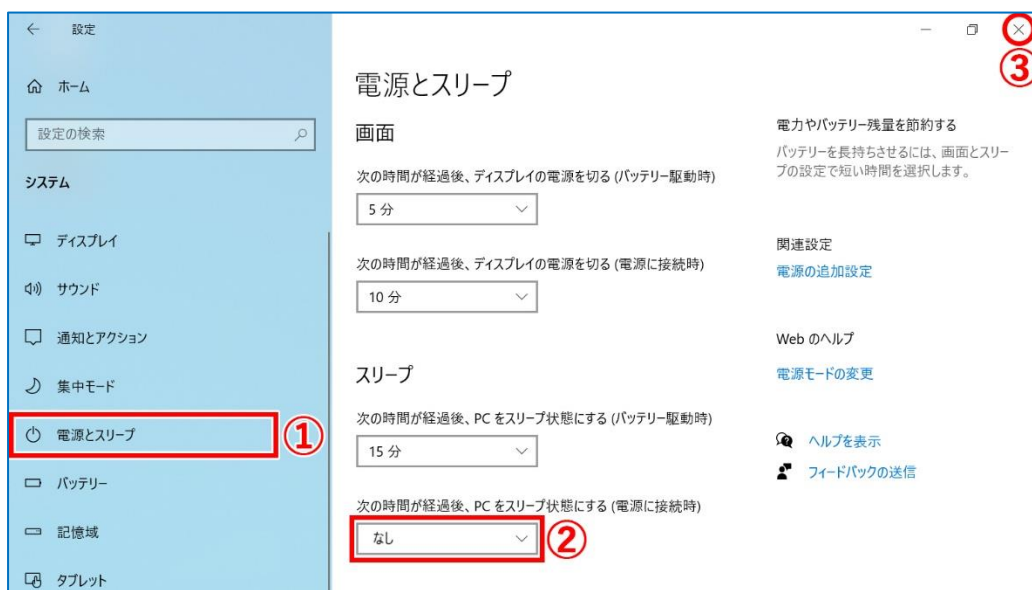 設定
ホーム
設定の検索
システム
ディスプレイ
サウンド
通知とアクション
集中モード
電源とスリープ
①
バッテリー
記憶域
タブレット
電源とスリープ
画面
次の時間が経過後、ディスプレイの電源を切る (バッテリー駆動時)
5 分
次の時間が経過後、ディスプレイの電源を切る (電源に接続時)
10 分
スリープ
次の時間が経過後、PC をスリープ状態にする (バッテリー駆動時)
15 分
次の時間が経過後、PC をスリープ状態にする (電源に接続時)
なし
②
③
電力やバッテリー残量を節約する
バッテリーを長持ちさせるには、画面とスリー
プの設定で短い時間を選択します。
関連設定
電源の追加設定
Web のヘルプ
電源モードの変更
ヘルプを表示
フィードバックの送信